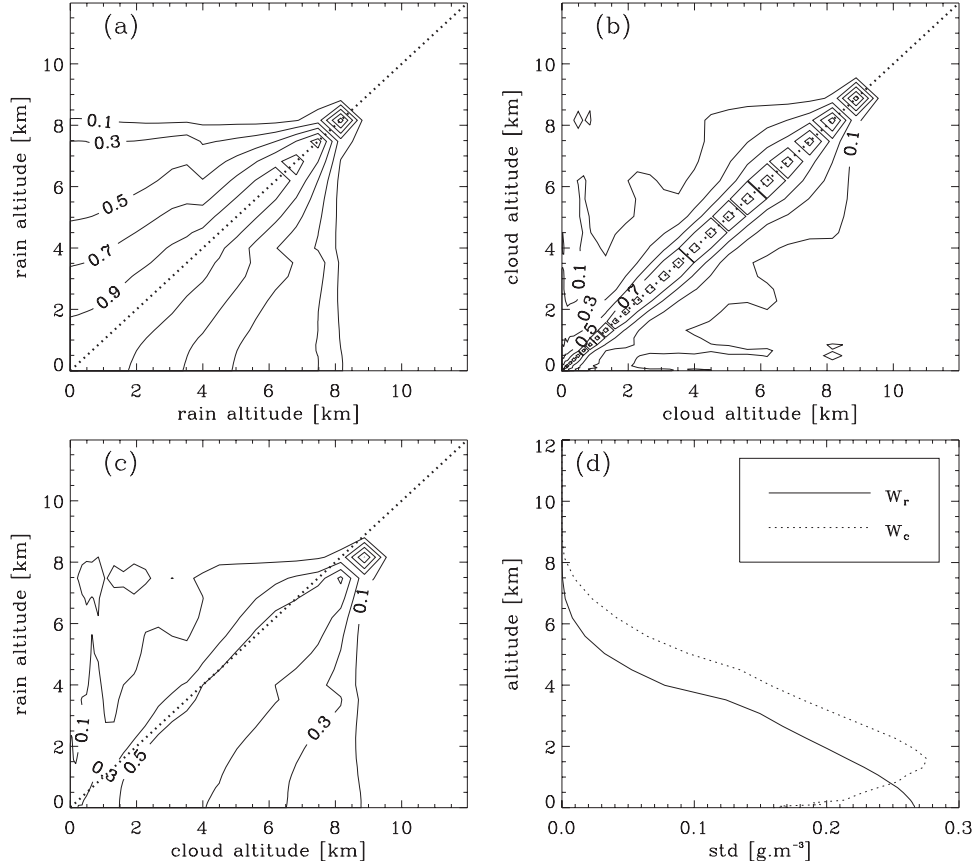 (a)
10
8
6
4
2
0
rain altitude [km]
0.1
0.3
0.5
0.7
0.9
0 2 4 6 8 10
rain altitude [km]
(b)
10
8
6
4
2
0
cloud altitude [km]
0.1
0.1
0.3
0.5
0.7
0 2 4 6 8 10
cloud altitude [km]
(c)
10
8
6
4
2
0
rain altitude [km]
0.1
0.1
0.3
0.3
0.5
0 2 4 6 8 10
cloud altitude [km]
(d)
12
10
8
6
4
2
0
altitude [km]
Wr
Wc
0.0 0.1 0.2 0.3
std [g.m⁻³]